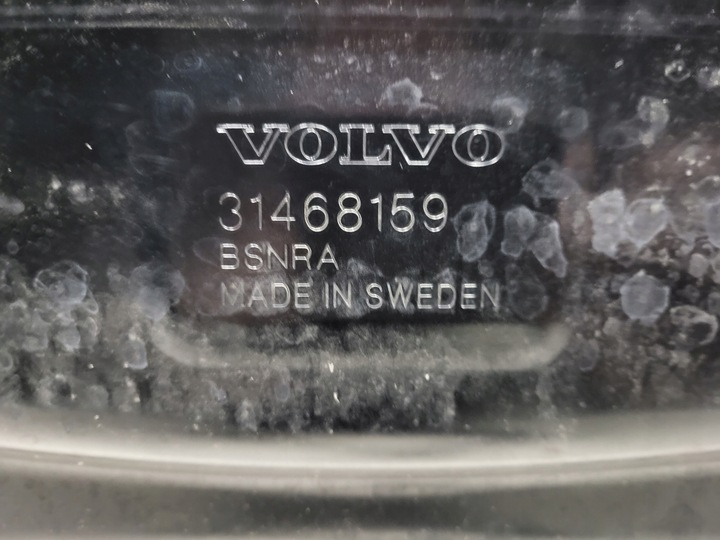 VOLVO
31468159
BSNRA
MADE IN SWEDEN